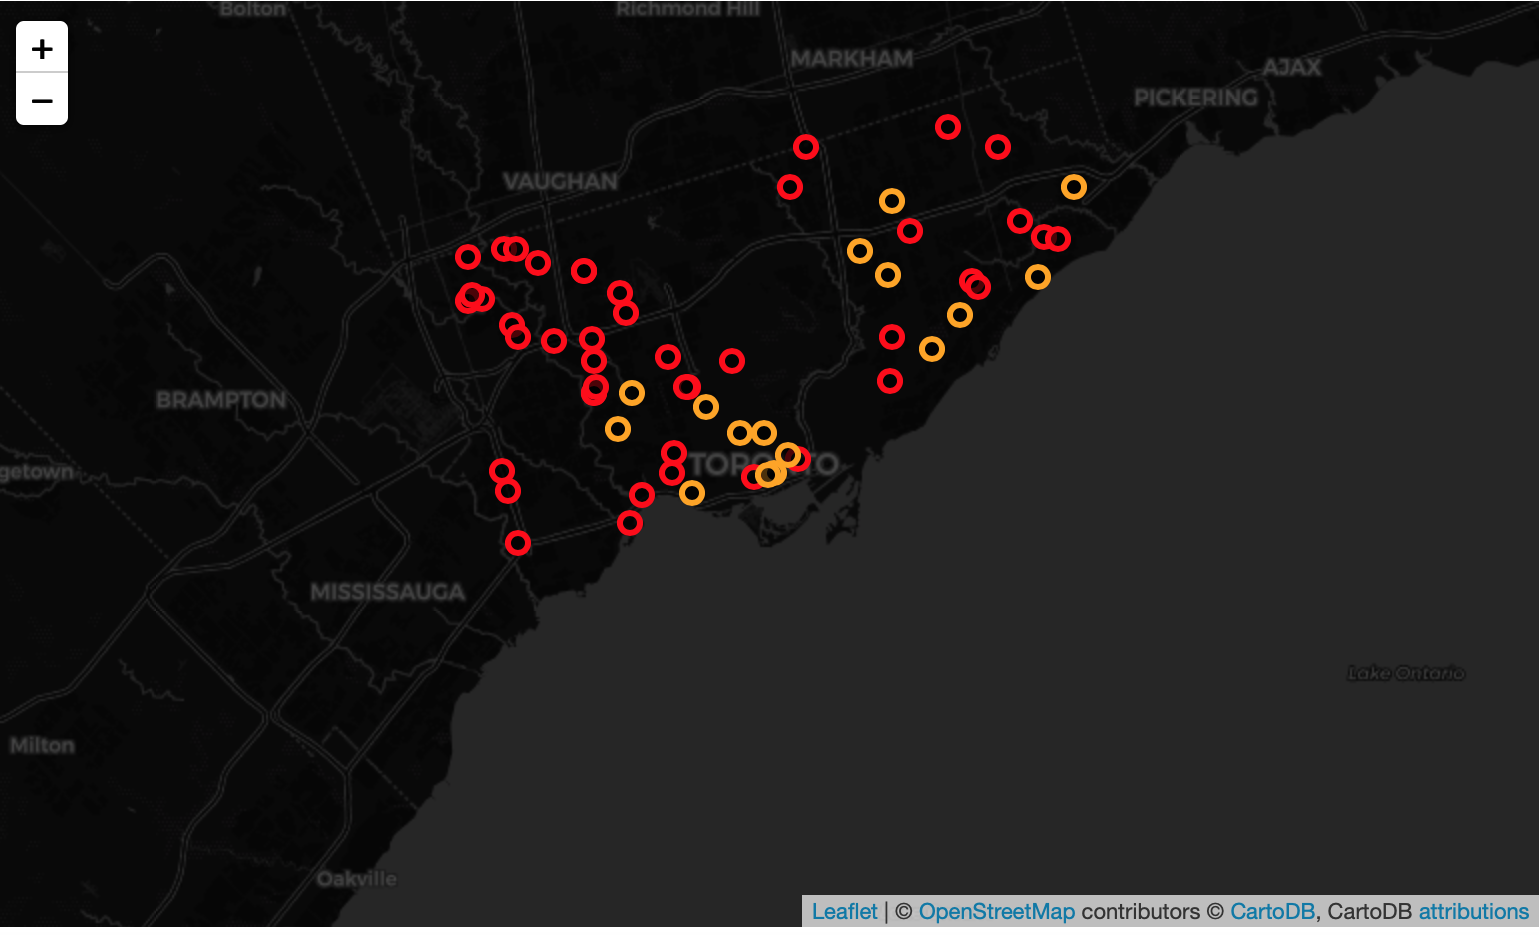 Bolton
Richmond Hill
+
−
MARKHAM
AJAX
PICKERING
VAUGHAN
BRAMPTON
TORONTO
getown
MISSISSAUGA
Lake Ontario
Milton
Oakville
Leaflet | © OpenStreetMap contributors © CartoDB, CartoDB attributions